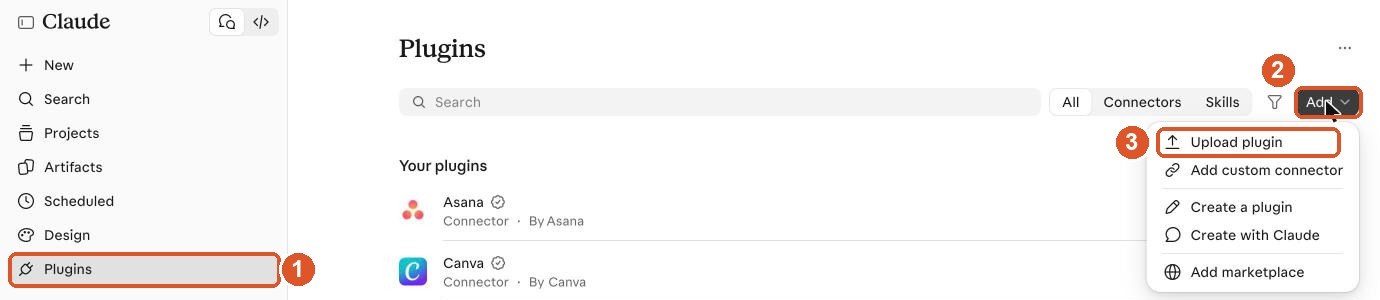 Claude
New
Search
Projects
Artifacts
Scheduled
Design
Plugins
1
Plugins
2
Search
All
Connectors
Skills
Add
3
Upload plugin
Add custom connector
Create a plugin
Create with Claude
Add marketplace
Your plugins
Asana
Connector · By Asana
Canva
Connector · By Canva